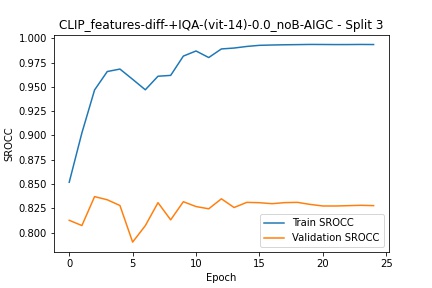 CLIP_features-diff-+IQA-(vit-14)-0.0_noB-AIGC - Split 3
1.000
0.975
0.950
0.925
0.900
0.875
0.850
0.825
0.800
SROCC
Train SROCC
Validation SROCC
0 5 10 15 20 25
Epoch